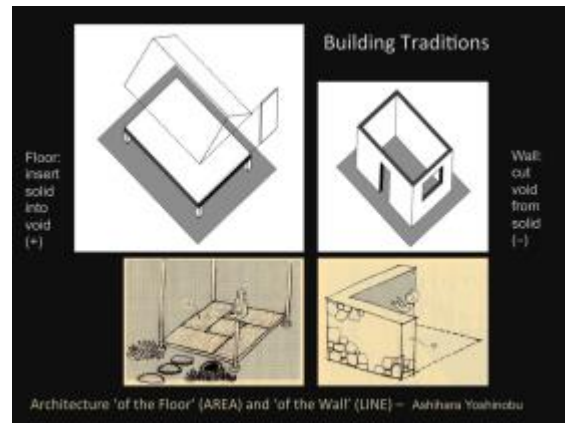 Building Traditions
Floor:
insert
solid
into
void
(+)
Wall:
cut
void
from
solid
(–)
Architecture 'of the Floor' (AREA) and 'of the Wall' (LINE) – Ashihara Yoshinobu